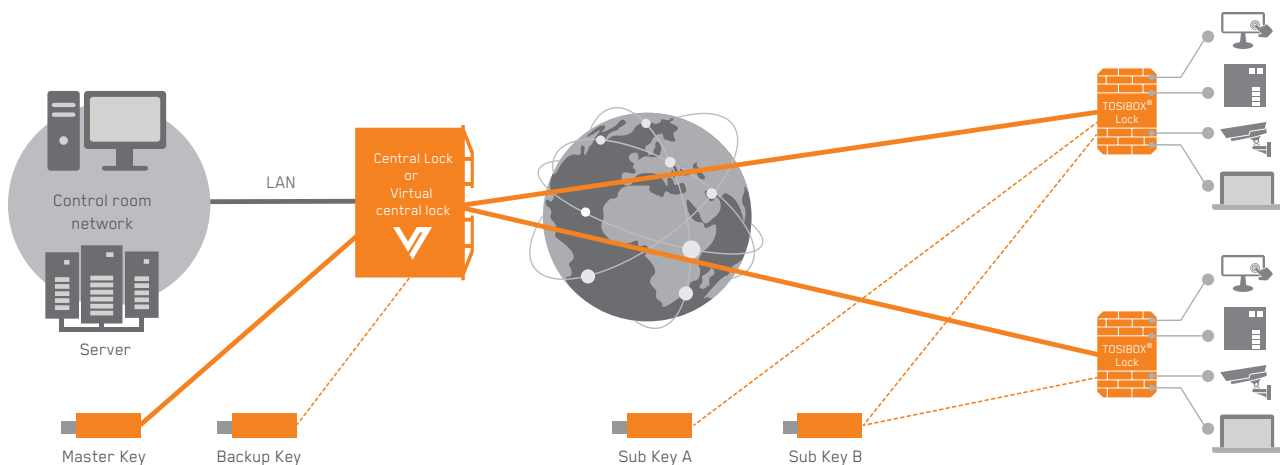 Control room
network
Server
LAN
Central Lock
or
Virtual
central lock
Master Key
Backup Key
Sub Key A
Sub Key B
TOSIBOX®
Lock
TOSIBOX®
Lock